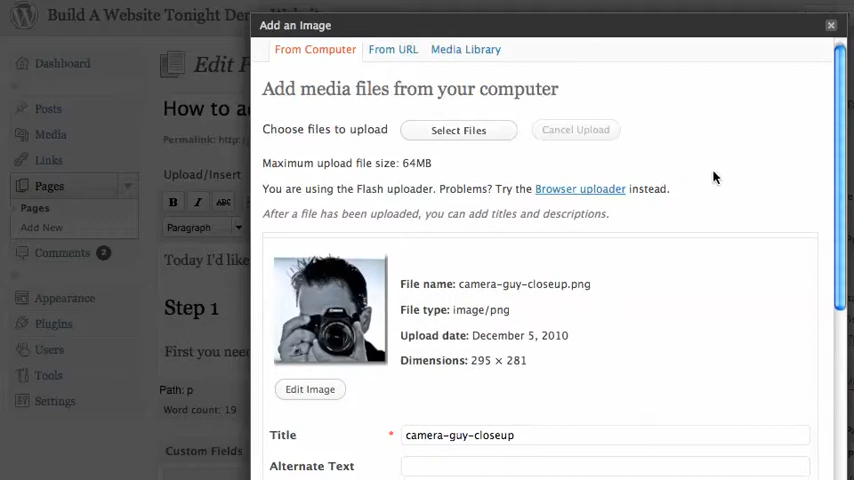 Build A Website Tonight De
Add an Image
From Computer From URL Media Library
Dashboard
Edit
Add media files from your computer
Posts
How to a
Choose files to upload Select Files Cancel Upload
Media
Permalink: http:/
Links
Maximum upload file size: 64MB
Upload/Insert
Pages
You are using the Flash uploader. Problems? Try the Browser uploader instead.
B I ABC
Pages
After a file has been uploaded, you can add titles and descriptions.
Add New
Paragraph
Comments 2
Today I'd like
Appearance
Step 1
File name: camera-guy-closeup.png
File type: image/png
Plugins
Upload date: December 5, 2010
Users
First you nee
Dimensions: 295 × 281
Tools
Path: p
Edit Image
Settings
Word count: 19
Title * camera-guy-closeup
Custom Fields
Alternate Text